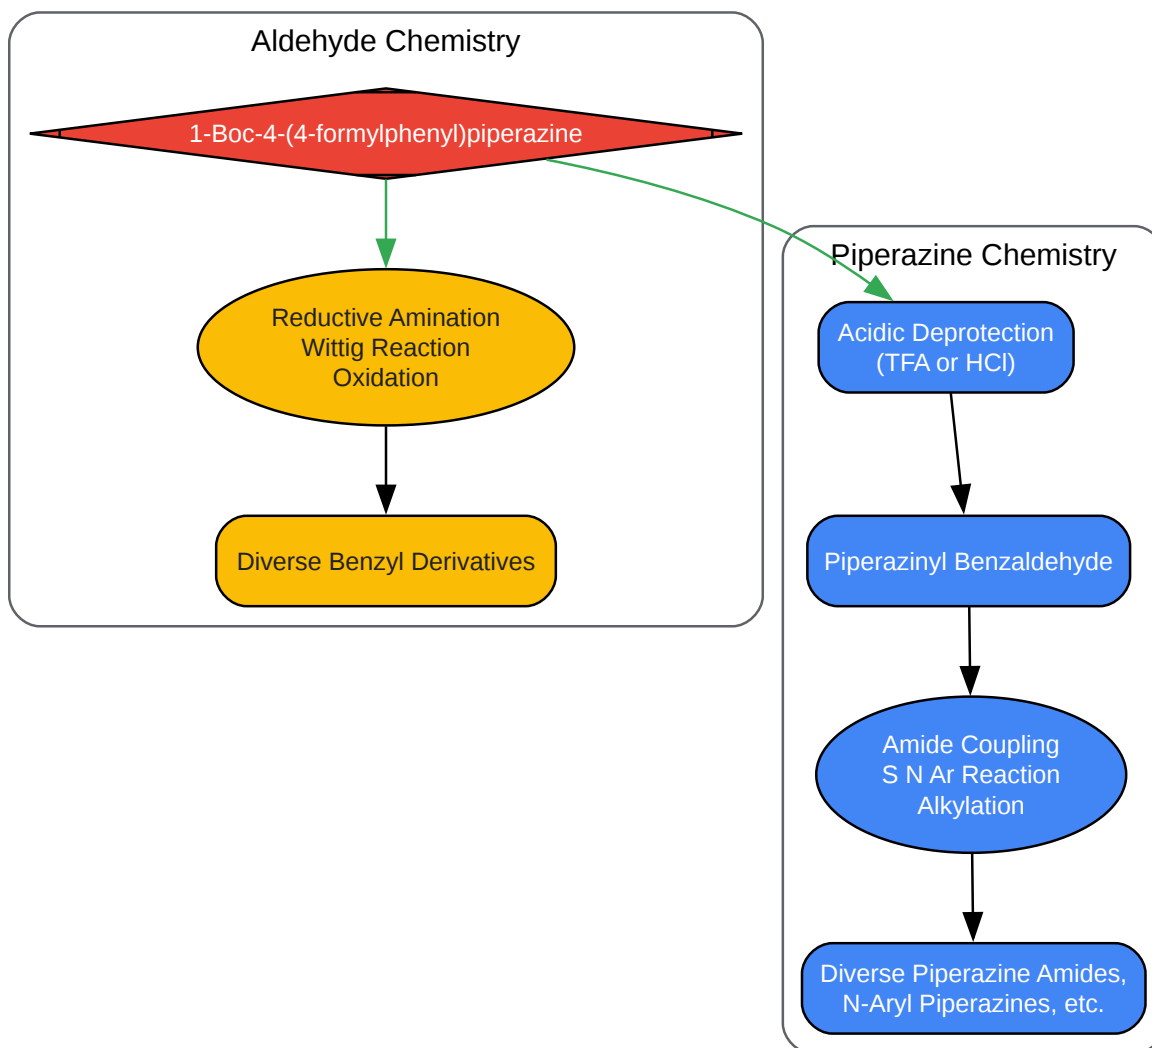 Aldehyde Chemistry
1-Boc-4-(4-formylphenyl)piperazine
Reductive Amination
Wittig Reaction
Oxidation
Diverse Benzyl Derivatives
Piperazine Chemistry
Acidic Deprotection
(TFA or HCl)
Piperazinyl Benzaldehyde
Amide Coupling
S N Ar Reaction
Alkylation
Diverse Piperazine Amides,
N-Aryl Piperazines, etc.